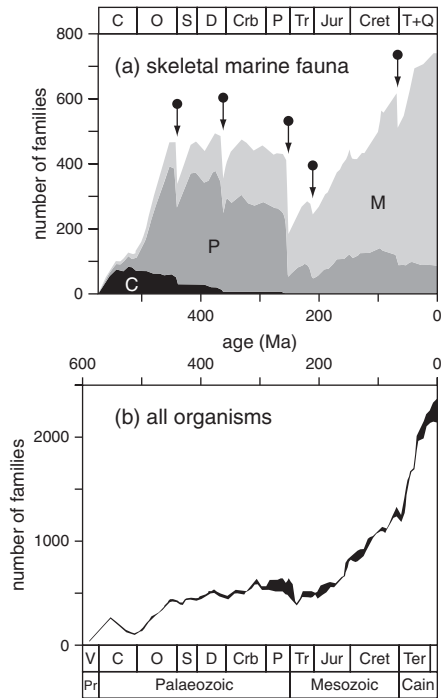 C O S D Crb P Tr Jur Cret T+Q
800
(a) skeletal marine fauna
600
number of families
400
M
200
P
C
0
400 200 0
age (Ma)
600 400 200 0
(b) all organisms
2000
number of families
1000
0
V C O S D Crb P Tr Jur Cret Ter
Pr Palaeozoic Mesozoic Cain